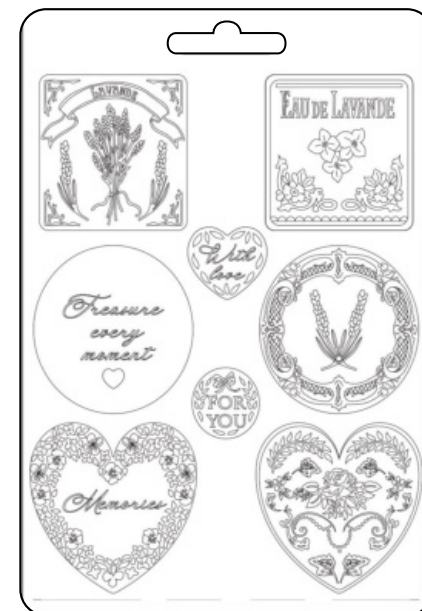 LAVANDE
EAU DE LAVANDE
With
love
Treasure
every
moment
FOR
YOU
Memories